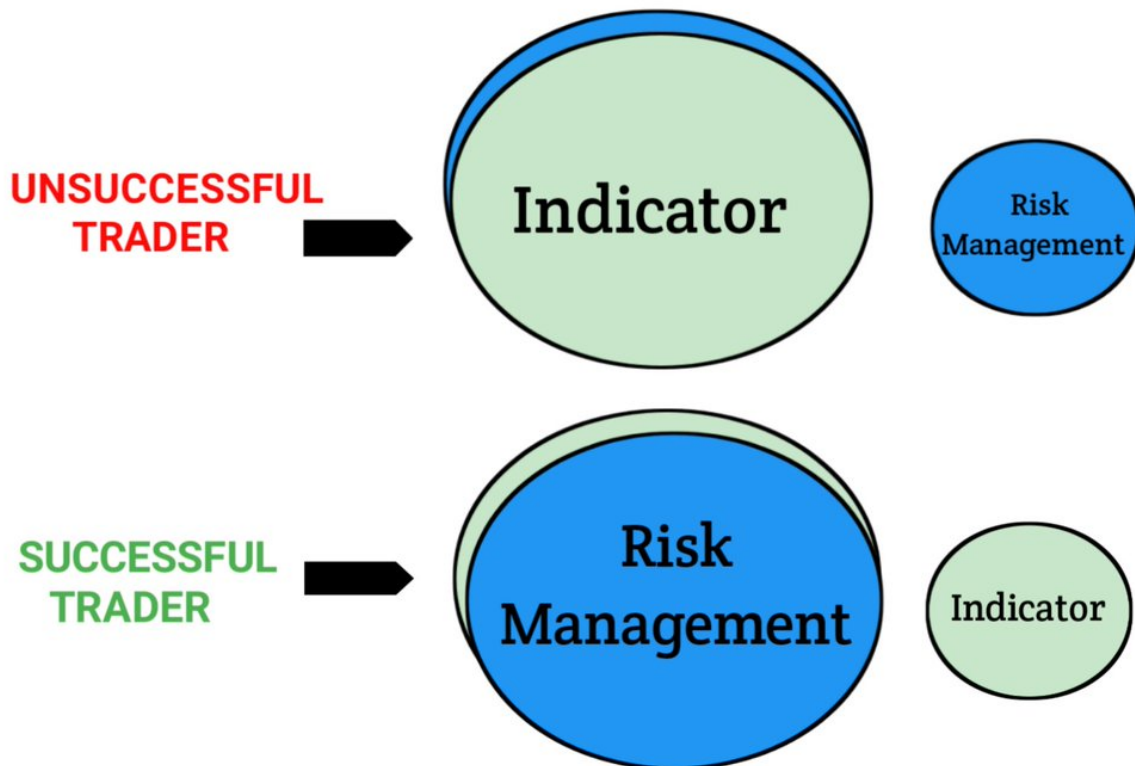 UNSUCCESSFUL
TRADER
Indicator
Risk
Management
SUCCESSFUL
TRADER
Risk
Management
Indicator